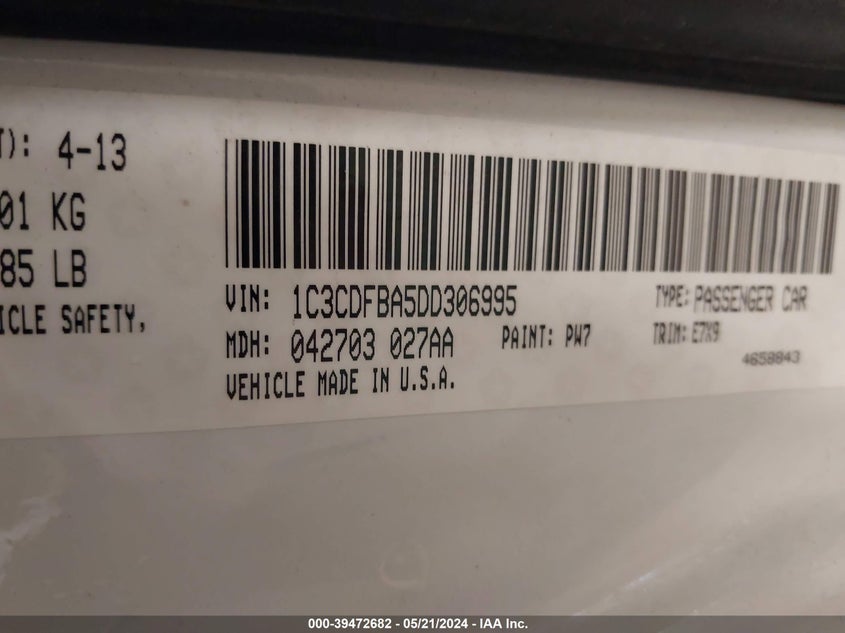 T): 4-13
01 KG
85 LB
ICLE SAFETY,
VIN: 1C3CDFBA5DD306995 TYPE: PASSENGER CAR
MDH: 042703 027AA PAINT: PW7 TRIM: E7X9
VEHICLE MADE IN U.S.A. 4658843
000-39472682 - 05/21/2024 - IAA Inc.